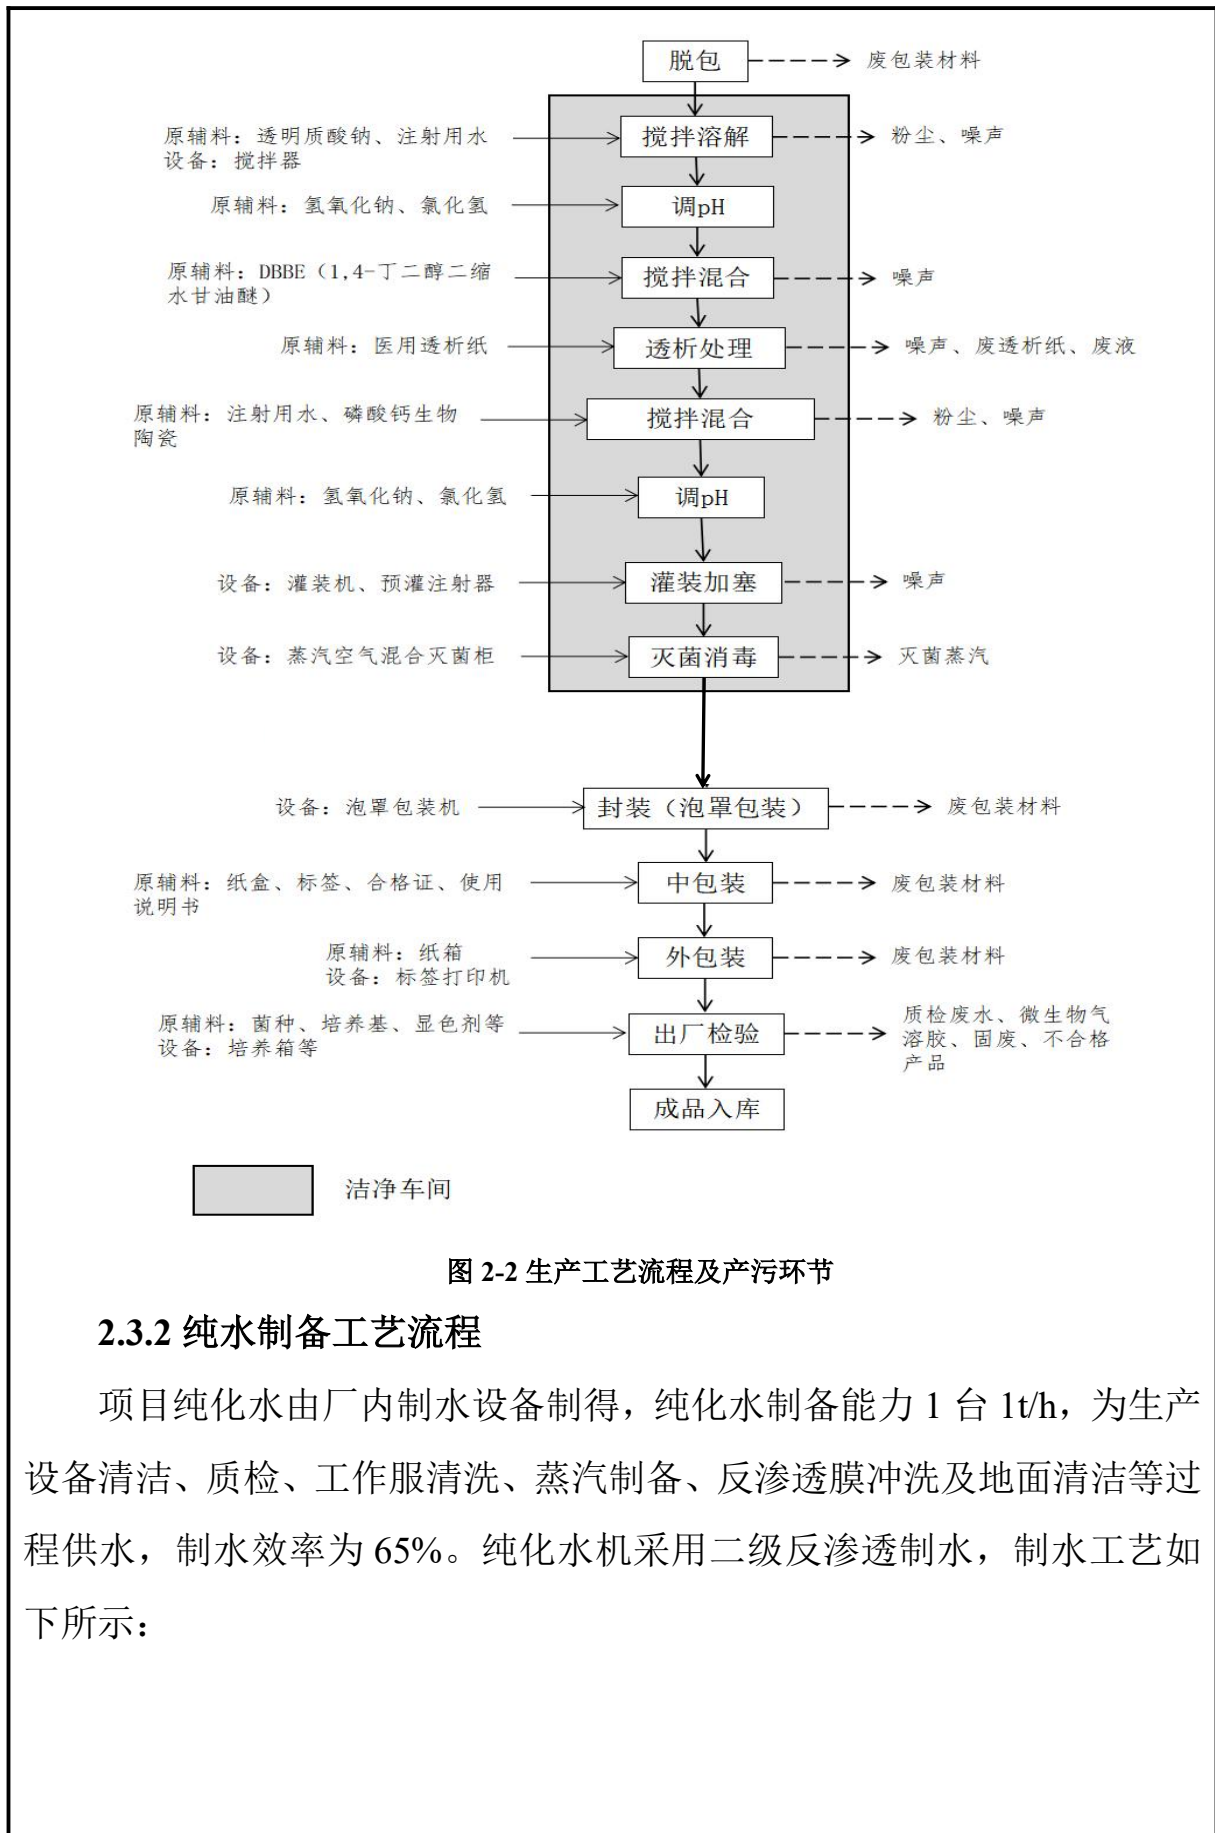 脱包
废包装材料
原辅料：透明质酸钠、注射用水
设备：搅拌器
搅拌溶解
粉尘、噪声
原辅料：氢氧化钠、氯化氢
调pH
原辅料：DBBE（1,4-丁二醇二缩
水甘油醚）
搅拌混合
噪声
原辅料：医用透析纸
透析处理
噪声、废透析纸、废液
原辅料：注射用水、磷酸钙生物
陶瓷
搅拌混合
粉尘、噪声
原辅料：氢氧化钠、氯化氢
调pH
设备：灌装机、预灌注射器
灌装加塞
噪声
设备：蒸汽空气混合灭菌柜
灭菌消毒
灭菌蒸汽
设备：泡罩包装机
封装（泡罩包装）
废包装材料
原辅料：纸盒、标签、合格证、使用
说明书
中包装
废包装材料
原辅料：纸箱
设备：标签打印机
外包装
废包装材料
原辅料：菌种、培养基、显色剂等
设备：培养箱等
出厂检验
质检废水、微生物气
溶胶、固废、不合格
产品
成品入库
洁净车间
图 2-2 生产工艺流程及产污环节
2.3.2 纯水制备工艺流程
项目纯化水由厂内制水设备制得，纯化水制备能力 1 台 1t/h，为生产
设备清洁、质检、工作服清洗、蒸汽制备、反渗透膜冲洗及地面清洁等过
程供水，制水效率为 65%。纯化水机采用二级反渗透制水，制水工艺如
下所示：